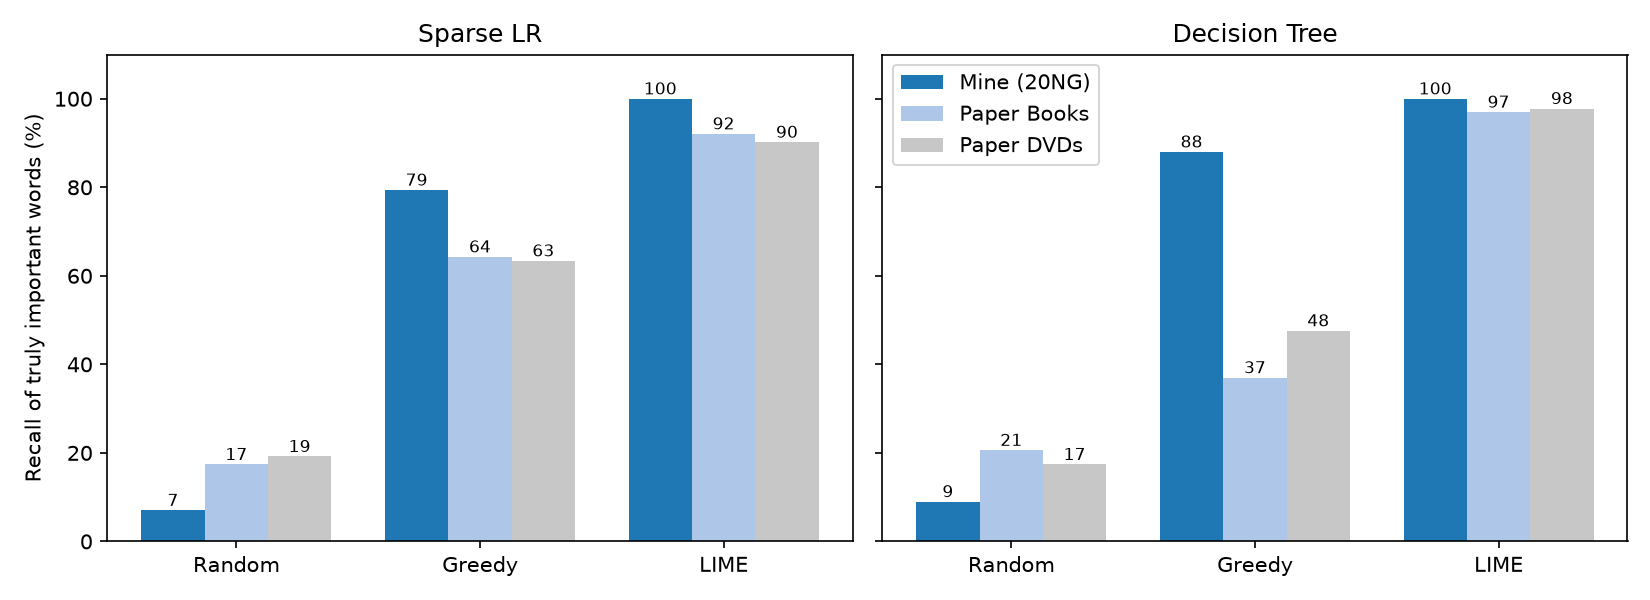 Sparse LR
Recall of truly important words (%)
100
80
60
40
20
0
7
17
19
79
64
63
100
92
90
Random
Greedy
LIME
Decision Tree
Mine (20NG)
Paper Books
Paper DVDs
9
21
17
88
37
48
100
97
98
Random
Greedy
LIME